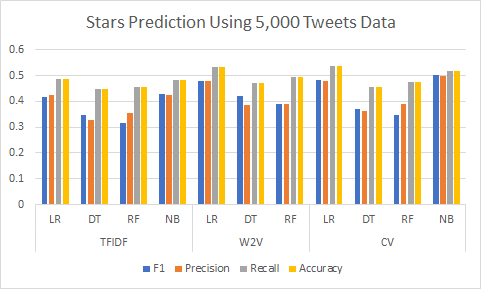 Stars Prediction Using 5,000 Tweets Data
0.6
0.5
0.4
0.3
0.2
0.1
0
LR DT RF NB LR DT RF LR DT RF NB
TFIDF W2V CV
F1 Precision Recall Accuracy